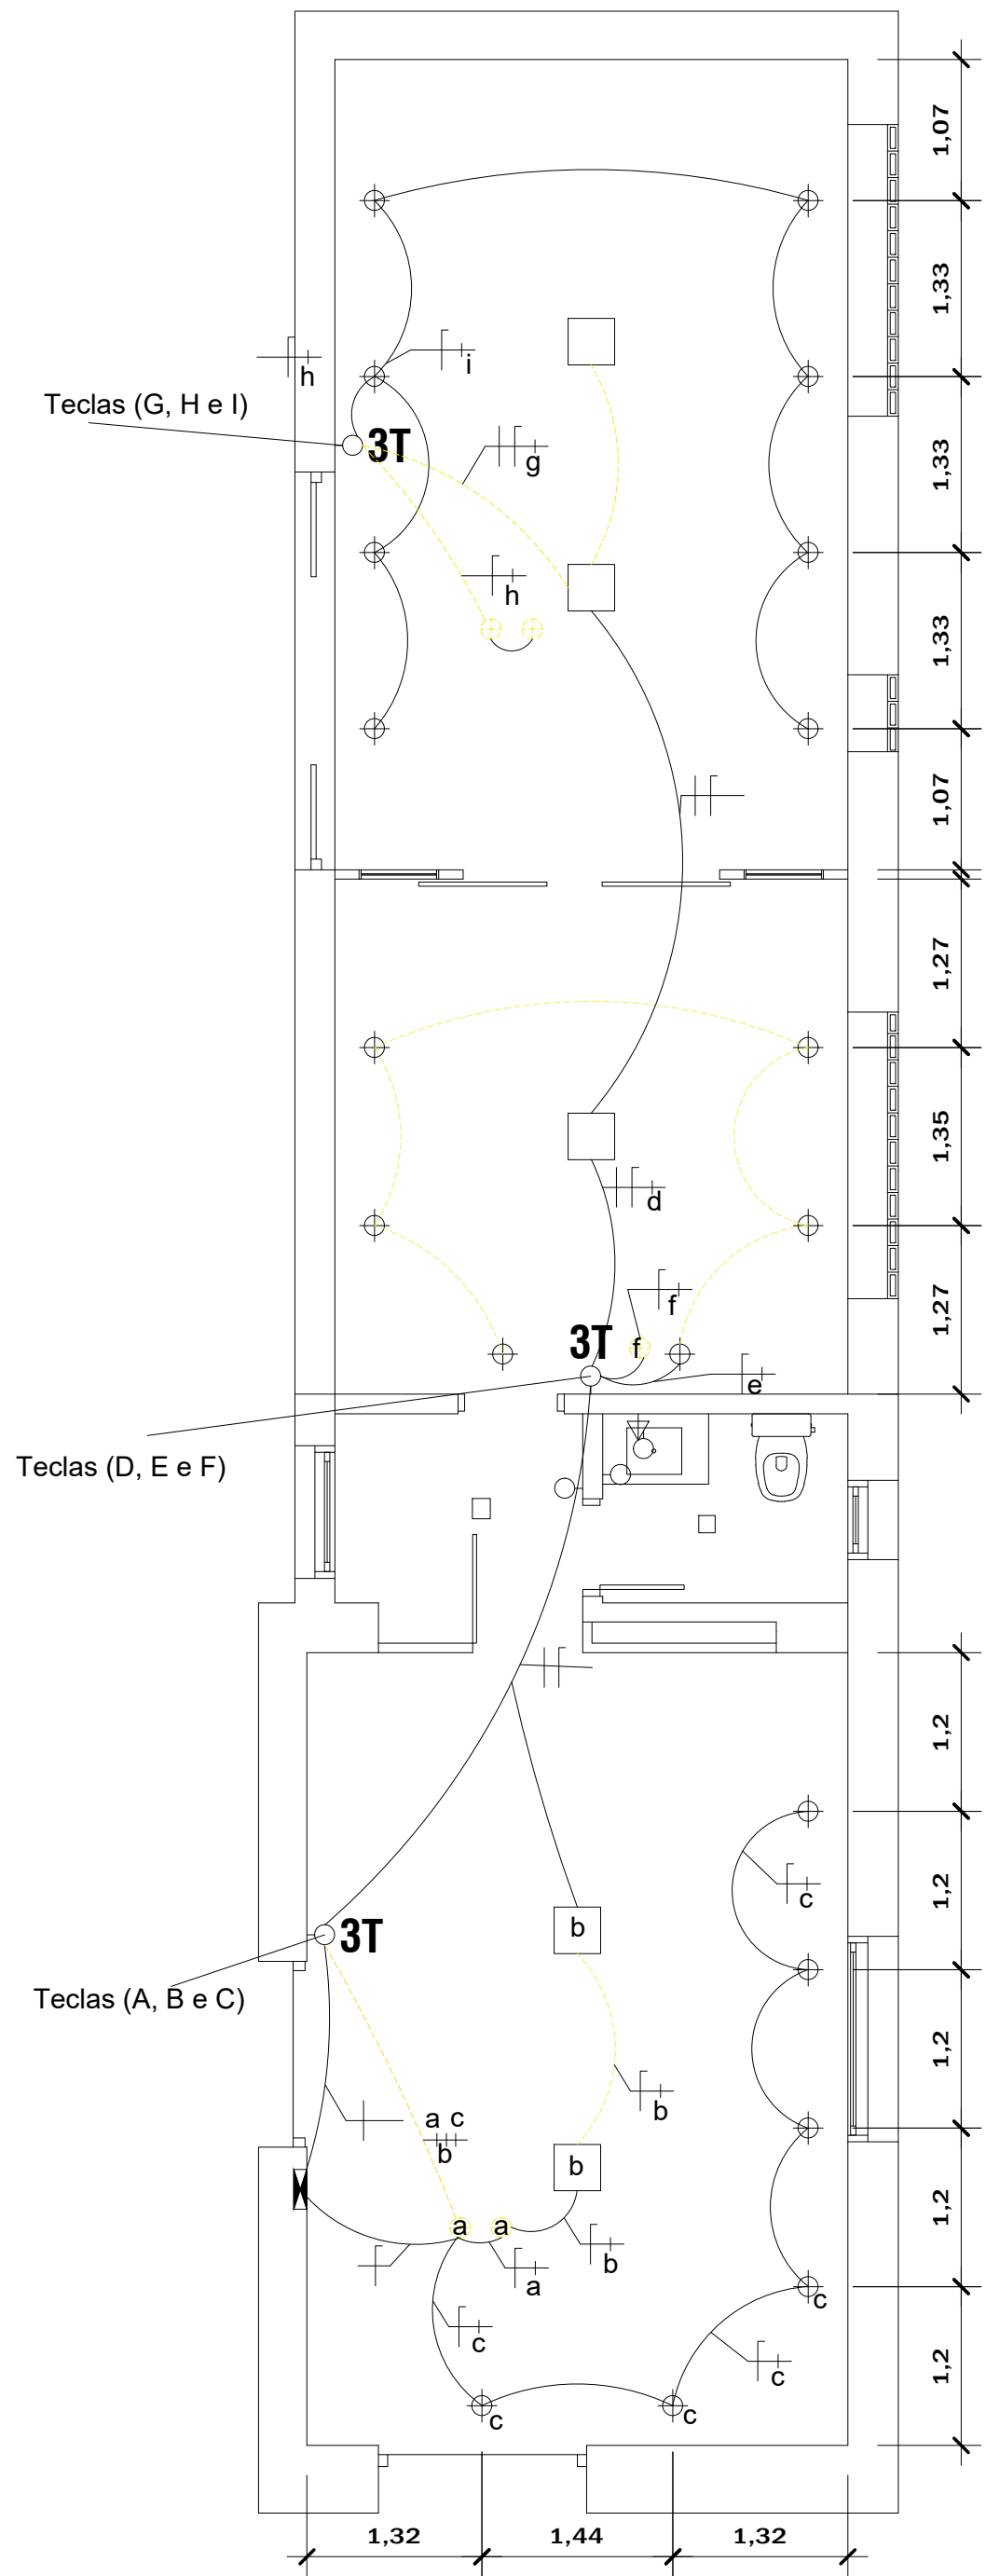 1,07
1,33
i
h
Teclas (G, H e I)
3T
g
1,33
h
1,33
1,07
1,27
1,35
d
f
1,27
3T
f
e
Teclas (D, E e F)
1,2
1,2
c
b
3T
Teclas (A, B e C)
1,2
b
a c
b
b
1,2
a
a
b
a
c
c
c
1,2
c
c
1,32
1,44
1,32